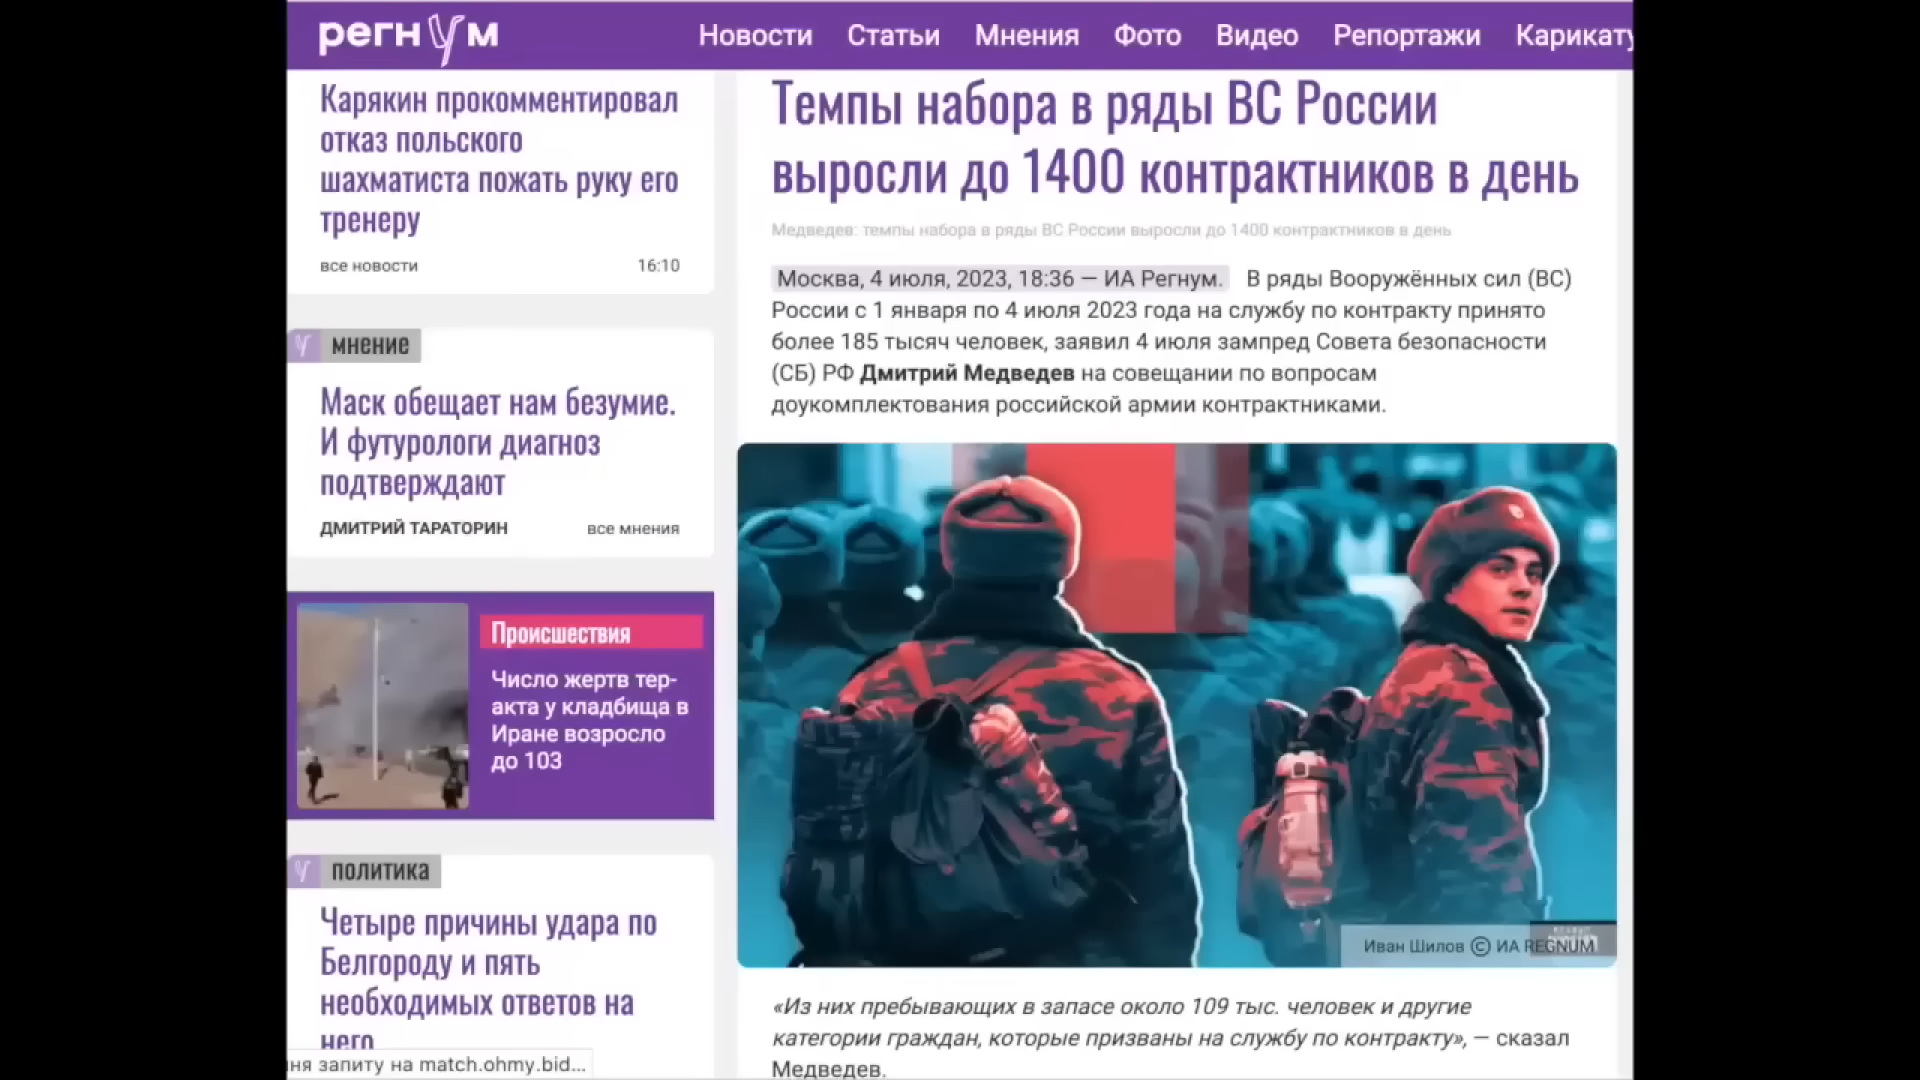 регнум
Новости Статьи Мнения Фото Видео Репортажи Карикату
Карякин прокомментировал
отказ польского
шахматиста пожать руку его
тренеру
все новости 16:10
мнение
Маск обещает нам безумие.
И футурологи диагноз
подтверждают
ДМИТРИЙ ТАРАТОРИН все мнения
Происшествия
Число жертв тер-
акта у кладбища в
Иране возросло
до 103
политика
Четыре причины удара по
Белгороду и пять
необходимых ответов на
него
ня запиту на match.ohmy.bid...
Темпы набора в ряды ВС России
выросли до 1400 контрактников в день
Медведев: темпы набора в ряды ВС России выросли до 1400 контрактников в день
Москва, 4 июля, 2023, 18:36 — ИА Регнум. В ряды Вооружённых сил (ВС)
России с 1 января по 4 июля 2023 года на службу по контракту принято
более 185 тысяч человек, заявил 4 июля зампред Совета безопасности
(СБ) РФ Дмитрий Медведев на совещании по вопросам
доукомплектования российской армии контрактниками.
Иван Шилов © ИА REGNUM
«Из них пребывающих в запасе около 109 тыс. человек и другие
категории граждан, которые призваны на службу по контракту», — сказал
Медведев.